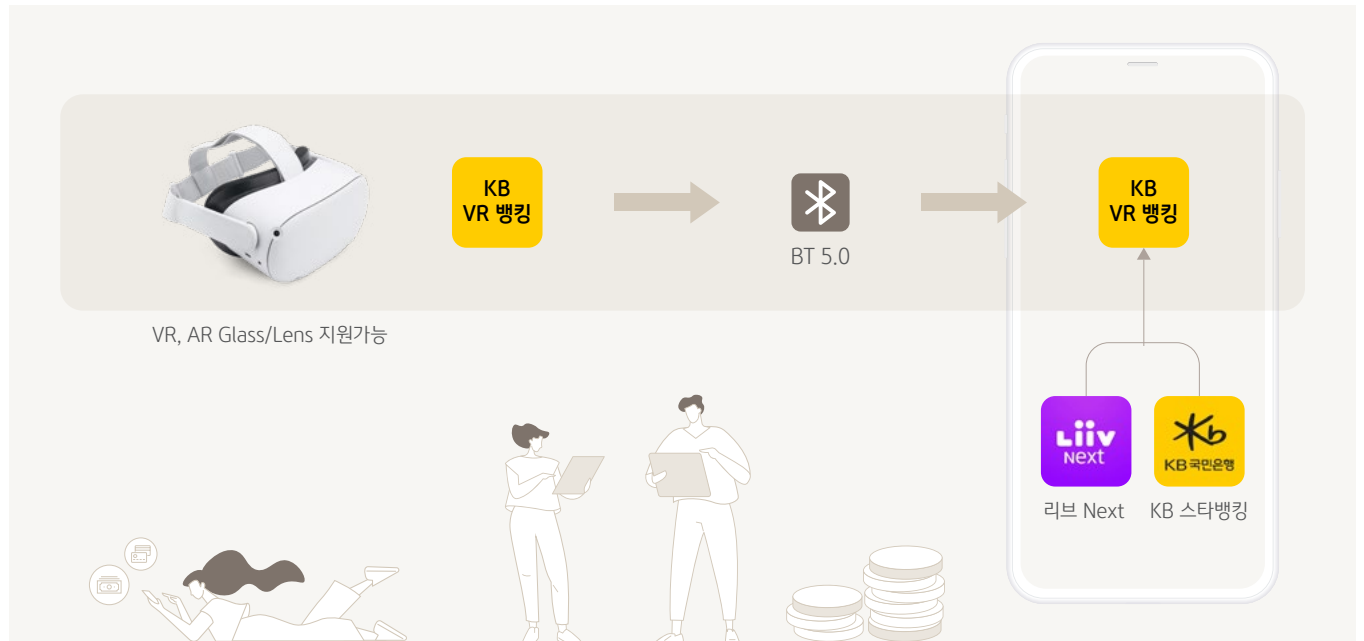 KB
VR 뱅킹
BT 5.0
KB
VR 뱅킹
VR, AR Glass/Lens 지원가능
Liiv
Next
KB국민은행
리브 Next
KB 스타뱅킹